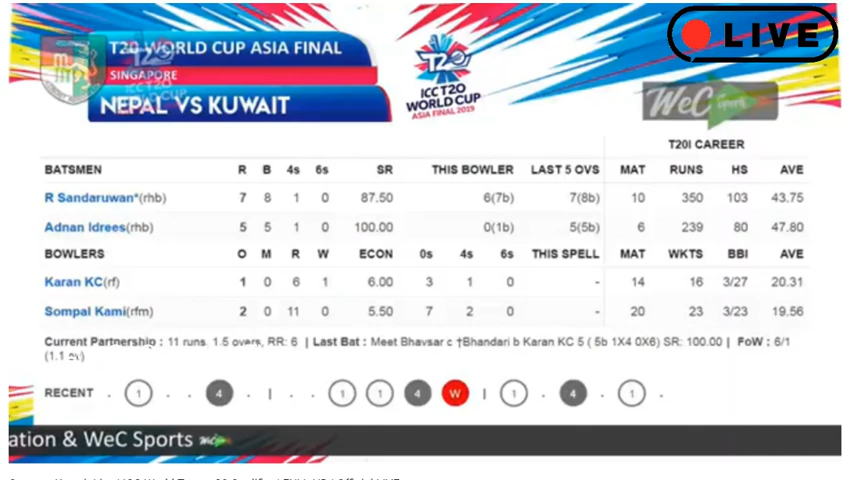 T20 WORLD CUP ASIA FINAL
SINGAPORE
NEPAL VS KUWAIT
T20
ICC T20
WORLD CUP
ASIA FINAL 2019
LIVE
WeC Sports
T20I CAREER
BATSMEN R B 4s 6s SR THIS BOWLER LAST 5 OVS MAT RUNS HS AVE
R Sandaruwan*(rhb) 7 8 1 0 87.50 6(7b) 7(8b) 10 350 103 43.75
Adnan Idrees(rhb) 5 5 1 0 100.00 0(1b) 5(5b) 6 239 80 47.80
BOWLERS O M R W ECON 0s 4s 6s THIS SPELL MAT WKTS BBI AVE
Karan KC(rf) 1 0 6 1 6.00 3 1 0 - 14 16 3/27 20.31
Sompal Kami(rfm) 2 0 11 0 5.50 7 2 0 - 20 23 3/23 19.56
Current Partnership : 11 runs, 1.5 overs, RR: 6 | Last Bat : Meet Bhavsar c †Bhandari b Karan KC 5 ( 5b 1X4 0X6) SR: 100.00 | FoW : 6/1
(1.1 ov)
RECENT . 1 . . 4 . | . . 1 1 4 W | 1 . 4 . 1 .
ation & WeC Sports